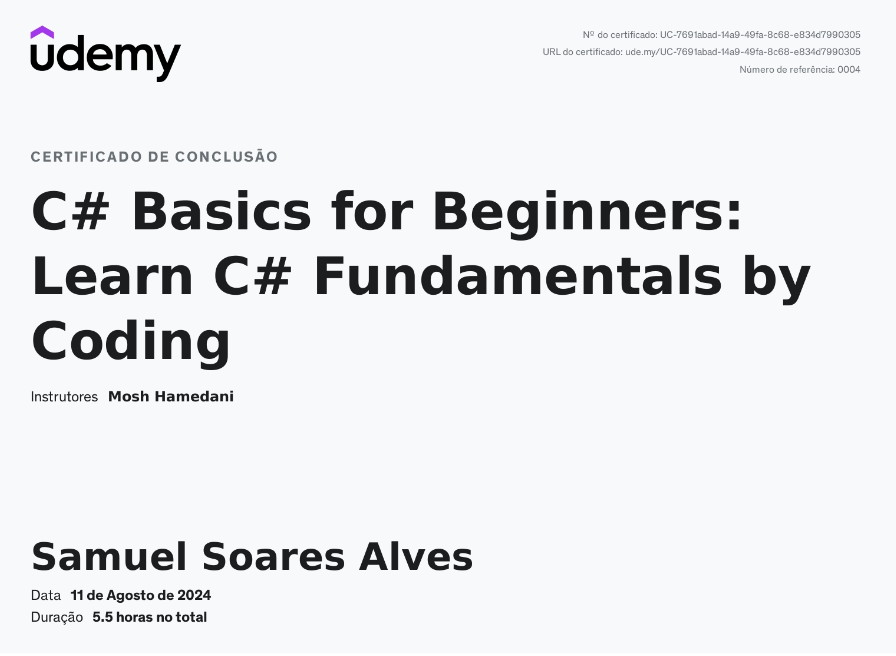 udemy
Nº do certificado: UC-7691abad-14a9-49fa-8c68-e834d7990305
URL do certificado: ude.my/UC-7691abad-14a9-49fa-8c68-e834d7990305
Número de referência: 0004
CERTIFICADO DE CONCLUSÃO
C# Basics for Beginners:
Learn C# Fundamentals by
Coding
Instrutores Mosh Hamedani
Samuel Soares Alves
Data 11 de Agosto de 2024
Duração 5.5 horas no total